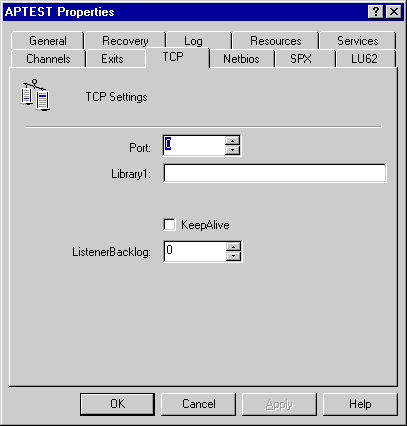 APTEST Properties
General Recovery Log Resources Services
Channels Exits TCP Netbios SPX LU62
TCP Settings
Port: 0
Library1:
KeepAlive
ListenerBacklog: 0
OK Cancel Apply Help